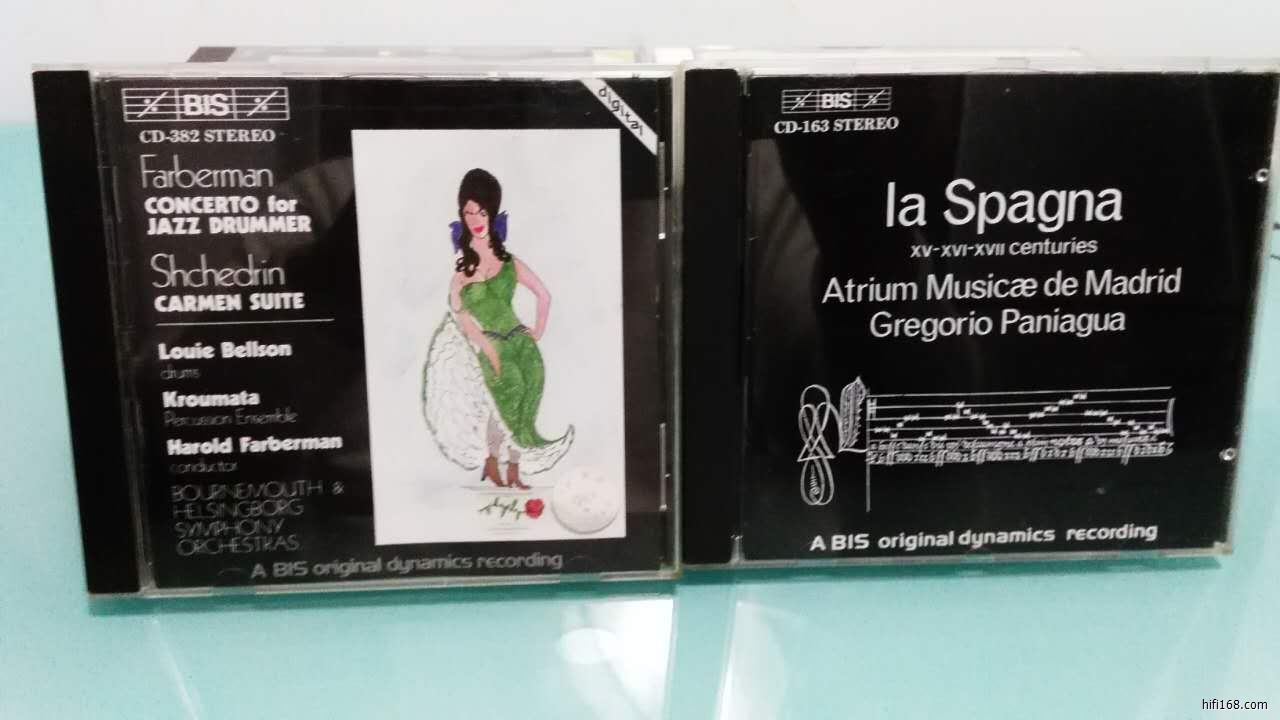 BIS
CD-382 STEREO
digital
Farberman
CONCERTO for
JAZZ DRUMMER
Shchedrin
CARMEN SUITE
Louie Bellson
drums
Kroumata
Percussion Ensemble
Harold Farberman
conductor
BOURNEMOUTH &
HELSINGBORG
SYMPHONY
ORCHESTRAS
A BIS original dynamics recording
BIS
CD-163 STEREO
la Spagna
XV-XVI-XVII centuries
Atrium Musicæ de Madrid
Gregorio Paniagua
A BIS original dynamics recording
hifi168.com